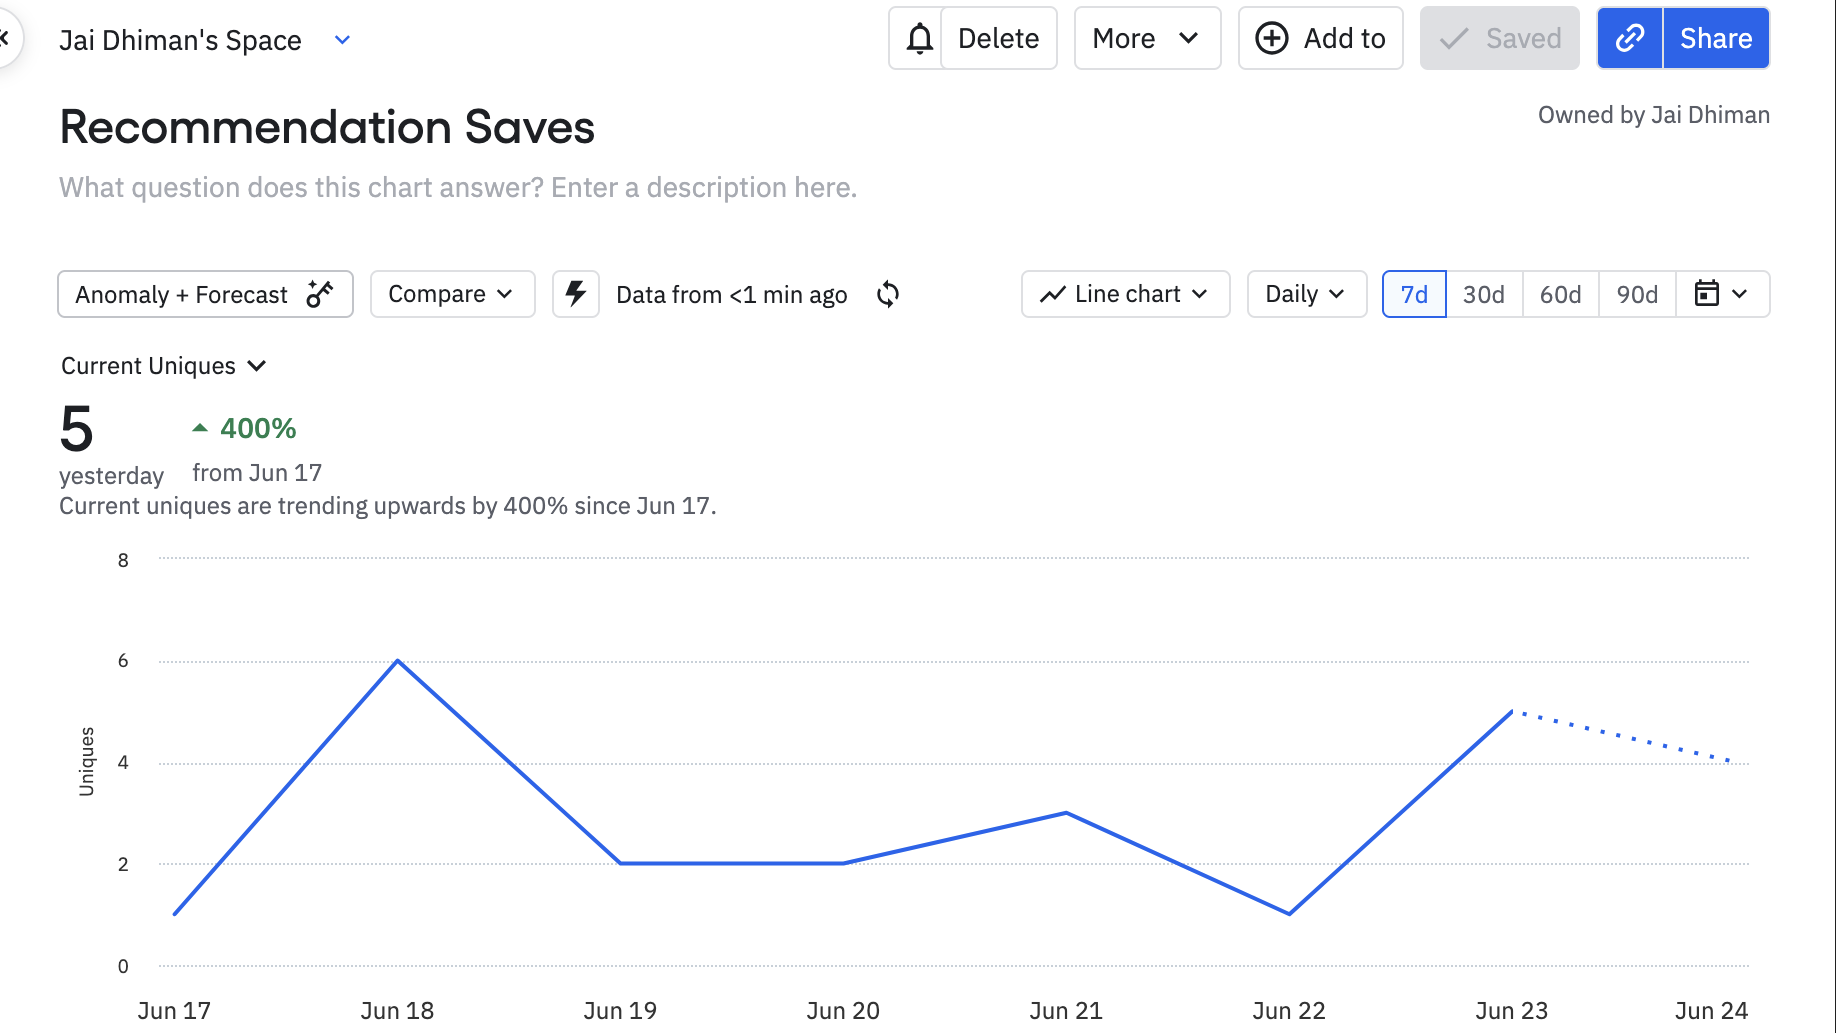 Jai Dhiman's Space
Delete
More
Add to
Saved
Share
Recommendation Saves
Owned by Jai Dhiman
What question does this chart answer? Enter a description here.
Anomaly + Forecast
Compare
Data from <1 min ago
Line chart
Daily
7d
30d
60d
90d
Current Uniques
5
400%
yesterday
from Jun 17
Current uniques are trending upwards by 400% since Jun 17.
8
6
4
2
0
Uniques
Jun 17
Jun 18
Jun 19
Jun 20
Jun 21
Jun 22
Jun 23
Jun 24